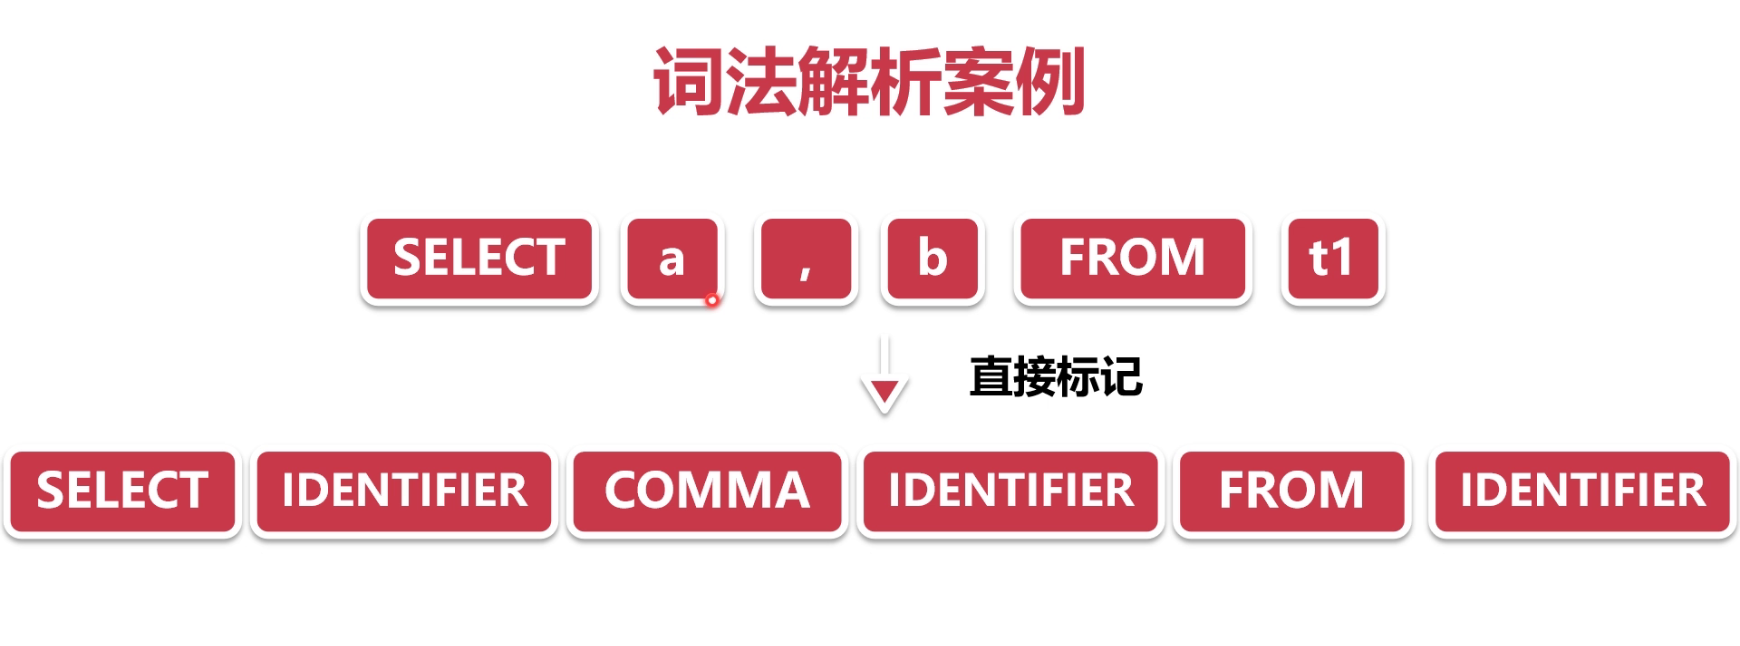 词法解析案例
SELECT a , b FROM t1
直接标记
SELECT IDENTIFIER COMMA IDENTIFIER FROM IDENTIFIER